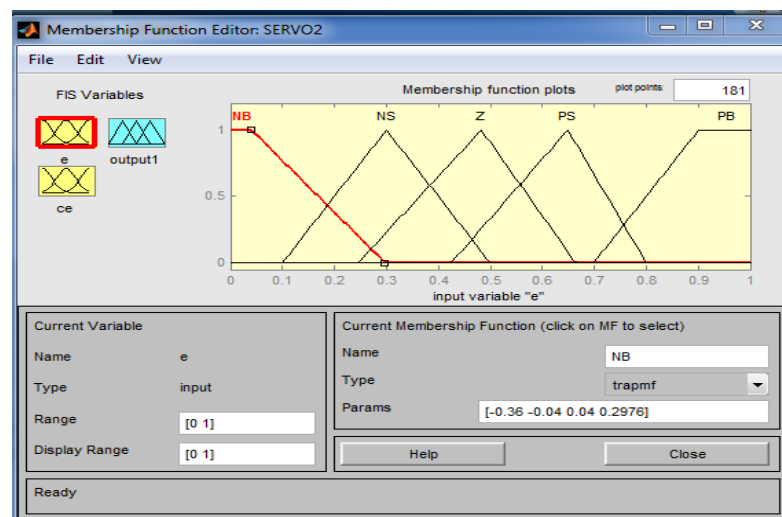 Membership Function Editor: SERVO2
File Edit View
FIS Variables
e output1
ce
Membership function plots plot points: 181
NB NS Z PS PB
1
0.5
0
0 0.1 0.2 0.3 0.4 0.5 0.6 0.7 0.8 0.9 1
input variable "e"
Current Variable
Name e
Type input
Range [0 1]
Display Range [0 1]
Current Membership Function (click on MF to select)
Name NB
Type trapmf
Params [-0.36 -0.04 0.04 0.2976]
Help Close
Ready